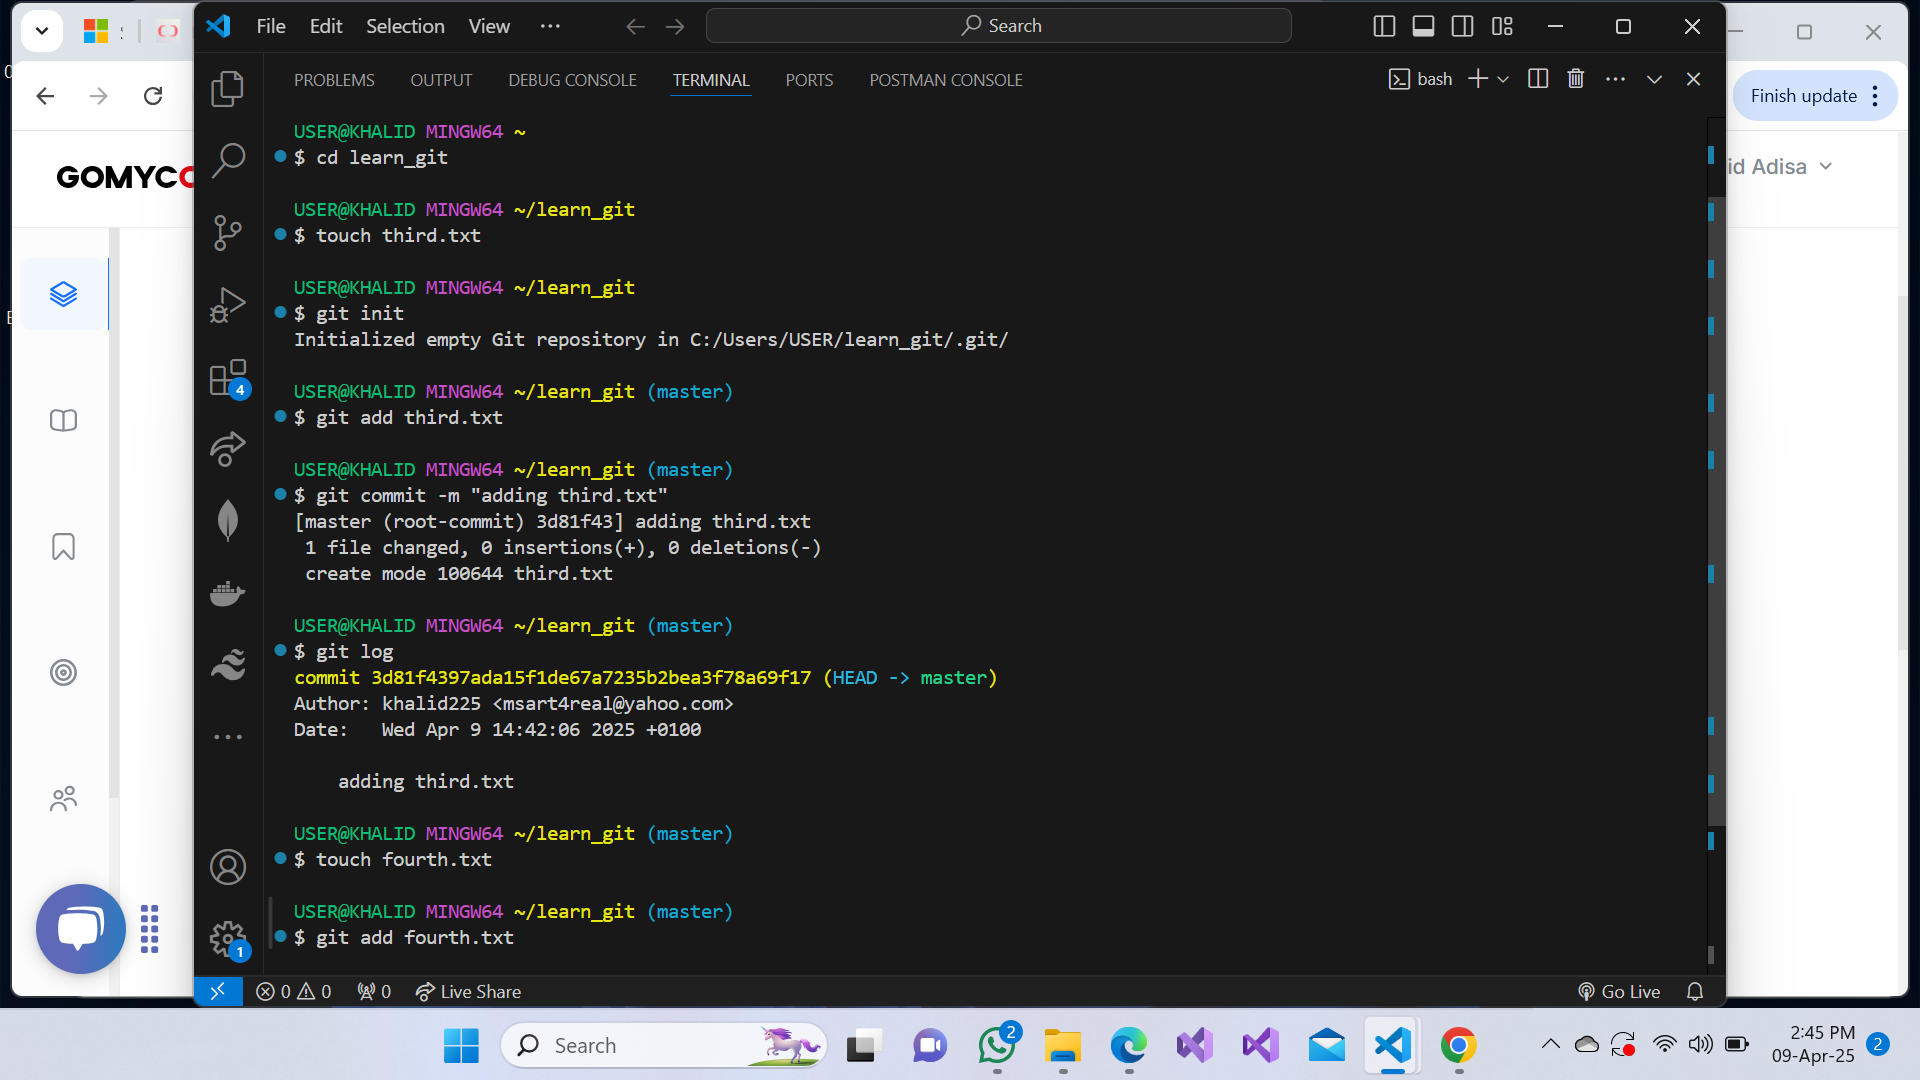 File Edit Selection View ... Search
Finish update
GOMYC
id Adisa
PROBLEMS OUTPUT DEBUG CONSOLE TERMINAL PORTS POSTMAN CONSOLE bash
USER@KHALID MINGW64 ~
$ cd learn_git
USER@KHALID MINGW64 ~/learn_git
$ touch third.txt
USER@KHALID MINGW64 ~/learn_git
$ git init
Initialized empty Git repository in C:/Users/USER/learn_git/.git/
USER@KHALID MINGW64 ~/learn_git (master)
$ git add third.txt
USER@KHALID MINGW64 ~/learn_git (master)
$ git commit -m "adding third.txt"
[master (root-commit) 3d81f43] adding third.txt
1 file changed, 0 insertions(+), 0 deletions(-)
create mode 100644 third.txt
USER@KHALID MINGW64 ~/learn_git (master)
$ git log
commit 3d81f4397ada15f1de67a7235b2bea3f78a69f17 (HEAD -> master)
Author: khalid225 <msart4real@yahoo.com>
Date:   Wed Apr 9 14:42:06 2025 +0100
adding third.txt
USER@KHALID MINGW64 ~/learn_git (master)
$ touch fourth.txt
USER@KHALID MINGW64 ~/learn_git (master)
$ git add fourth.txt
4
1
0 0 0 Live Share Go Live
Search 2 2:45 PM
09-Apr-25 2